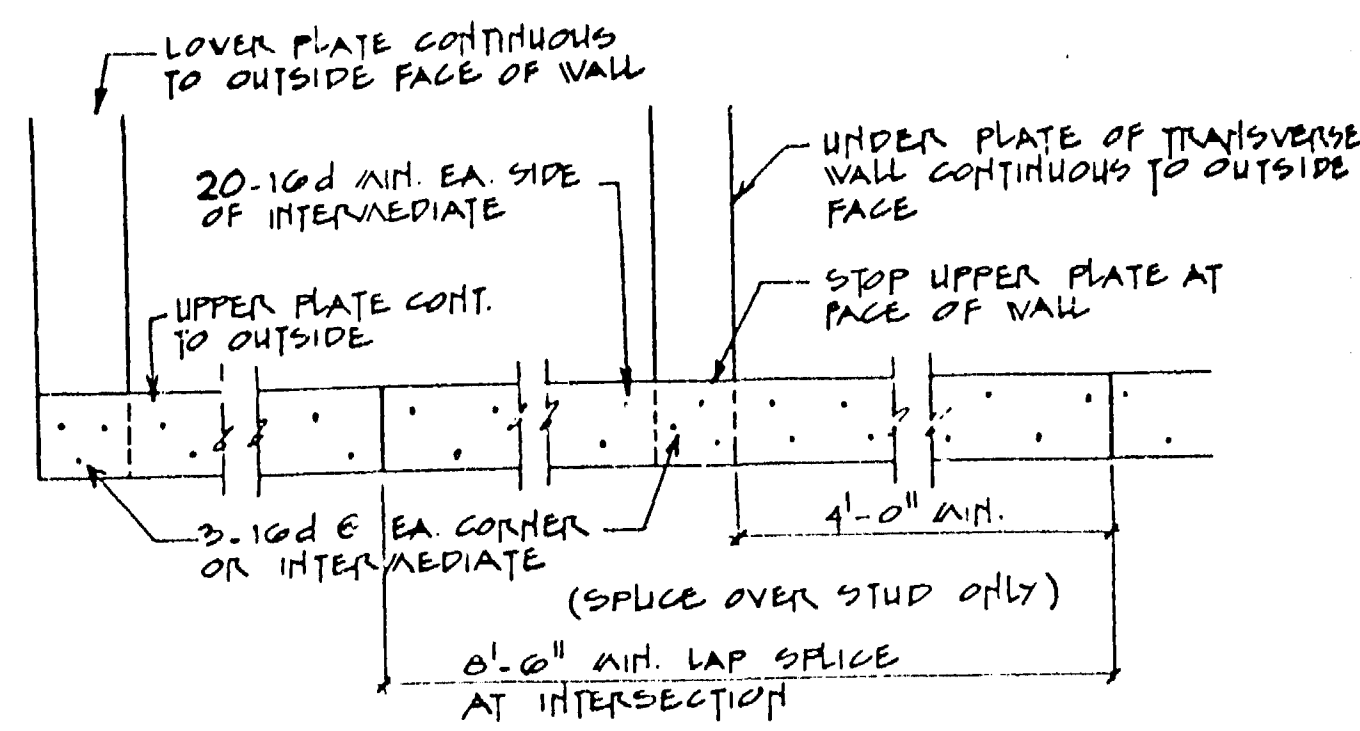 LOWER PLATE CONTINUOUS
TO OUTSIDE FACE OF WALL
UNDER PLATE OF TRANSVERSE
WALL CONTINUOUS TO OUTSIDE
FACE
20-16d MIN. EA. SIDE
OF INTERMEDIATE
STOP UPPER PLATE AT
FACE OF WALL
UPPER PLATE CONT.
TO OUTSIDE
3-16d @ EA. CORNER
OR INTERMEDIATE
4'-0" MIN.
(SPLICE OVER STUD ONLY)
8'-6" MIN. LAP SPLICE
AT INTERSECTION